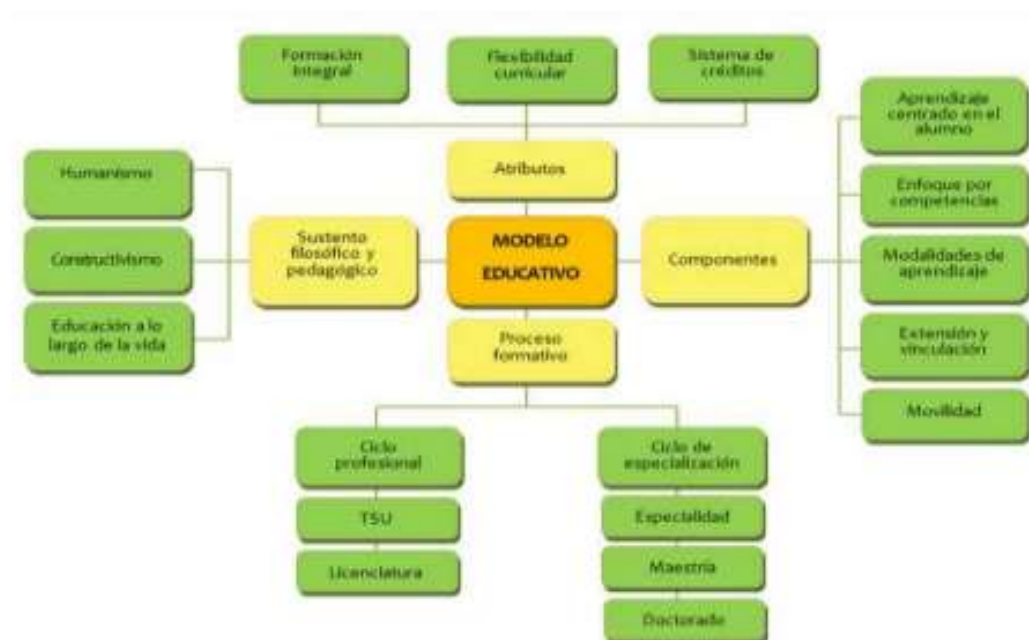 Formación
Integral
Flexibilidad
curricular
Sistema de
créditos
Atributos
Humanismo
Constructivismo
Educación a lo
largo de la vida
Sustento
filosófico y
pedagógico
MODELO
EDUCATIVO
Componentes
Aprendizaje
centrado en el
alumno
Enfoque por
competencias
Modalidades de
aprendizaje
Extensión y
vinculación
Movilidad
Proceso
formativo
Ciclo
profesional
TSU
Licenciatura
Ciclo de
especialización
Especialidad
Maestría
Doctorado